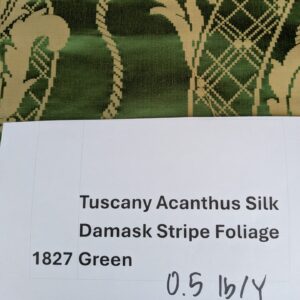 Tuscany Acanthus Silk
Damask Stripe Foliage
1827 Green
0.5 lb/Y